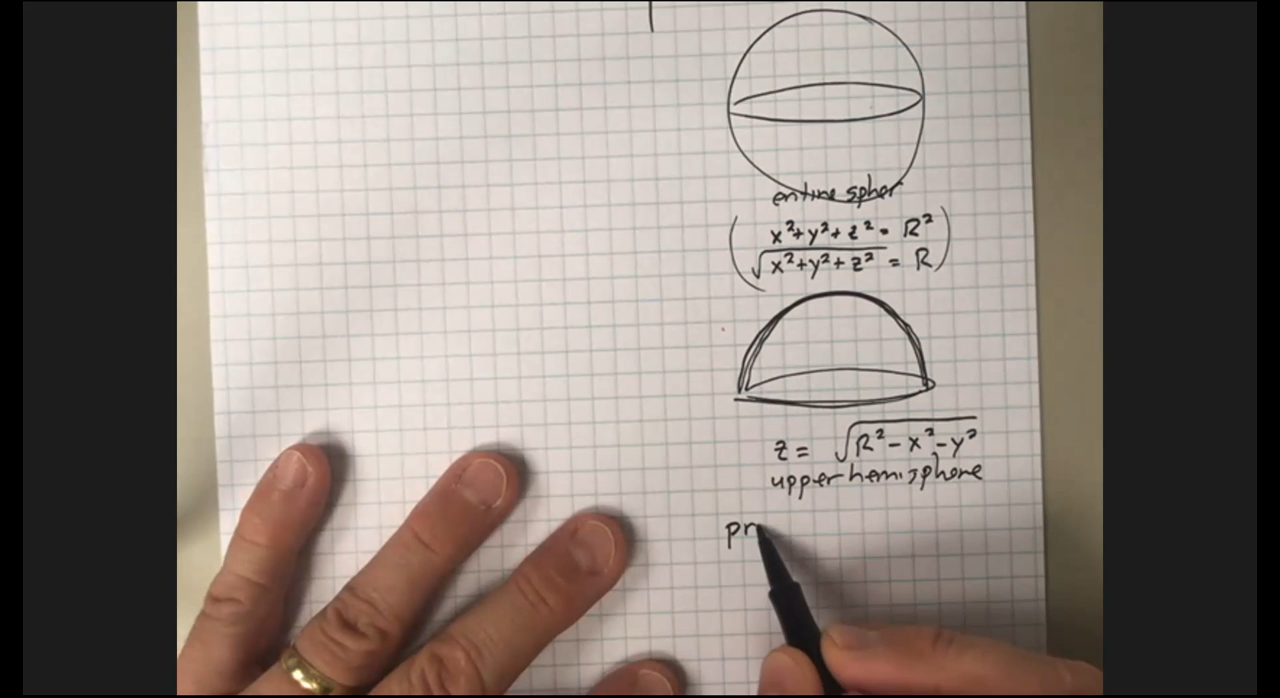 entire spher
x²+y²+z² = R²
√x²+y²+z² = R
z = √R²-x²-y²
upper hemisphere
pr